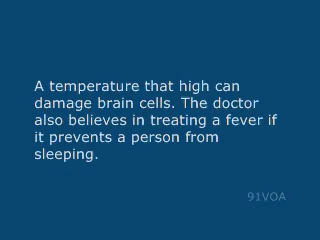 A temperature that high can
damage brain cells. The doctor
also believes in treating a fever if
it prevents a person from
sleeping.
91VOA